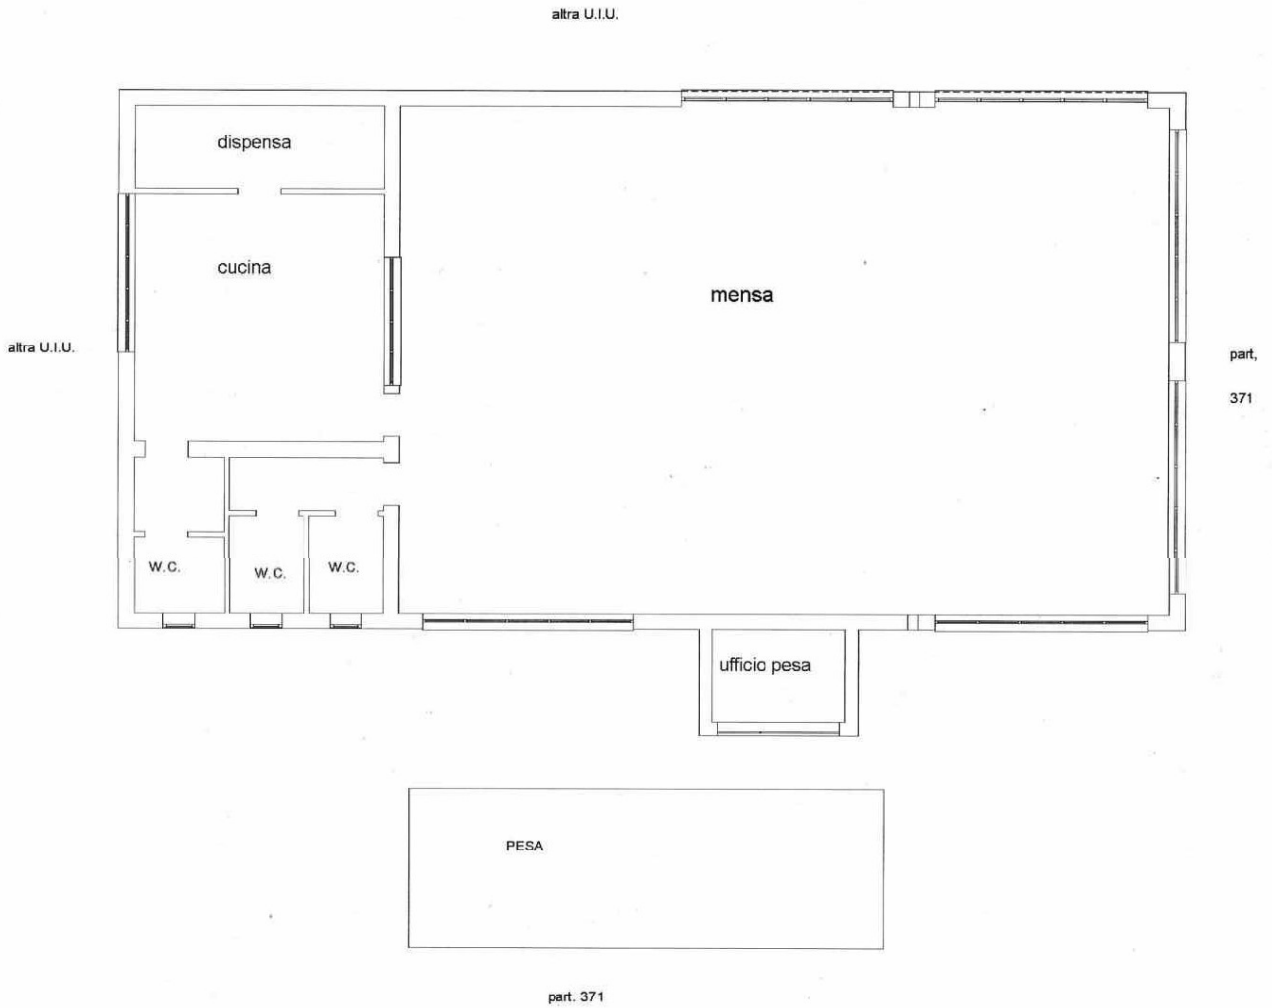 altra U.I.U.
dispensa
cucina
mensa
altra U.I.U.
part,
371
W.C.
W.C.
W.C.
ufficio pesa
PESA
part. 371